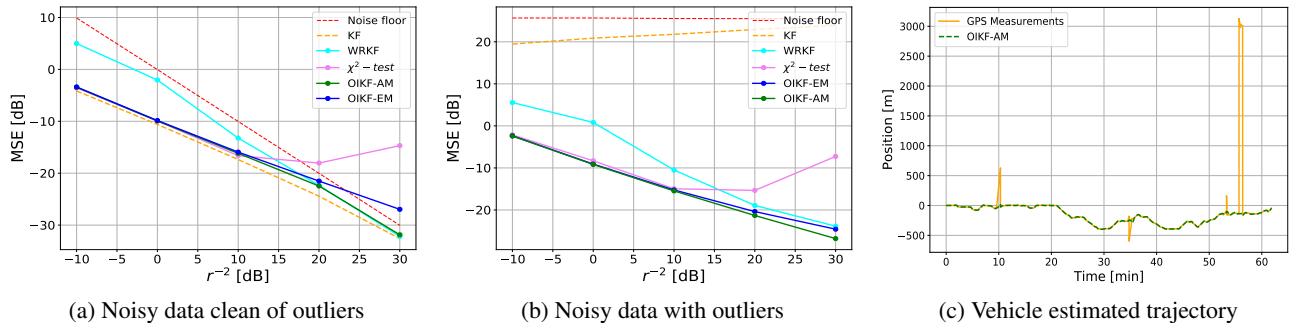 10
0
−10
−20
−30
MSE [dB]
−10
−5
0
5
10
15
20
25
30
r⁻² [dB]
Noise floor
KF
WRKF
χ² − test
OIKF-AM
OIKF-EM
(a) Noisy data clean of outliers
20
10
0
−10
−20
MSE [dB]
−10
−5
0
5
10
15
20
25
30
r⁻² [dB]
Noise floor
KF
WRKF
χ² − test
OIKF-EM
OIKF-AM
(b) Noisy data with outliers
3000
2500
2000
1500
1000
500
0
−500
Position [m]
0
10
20
30
40
50
60
Time [min]
GPS Measurements
OIKF-AM
(c) Vehicle estimated trajectory